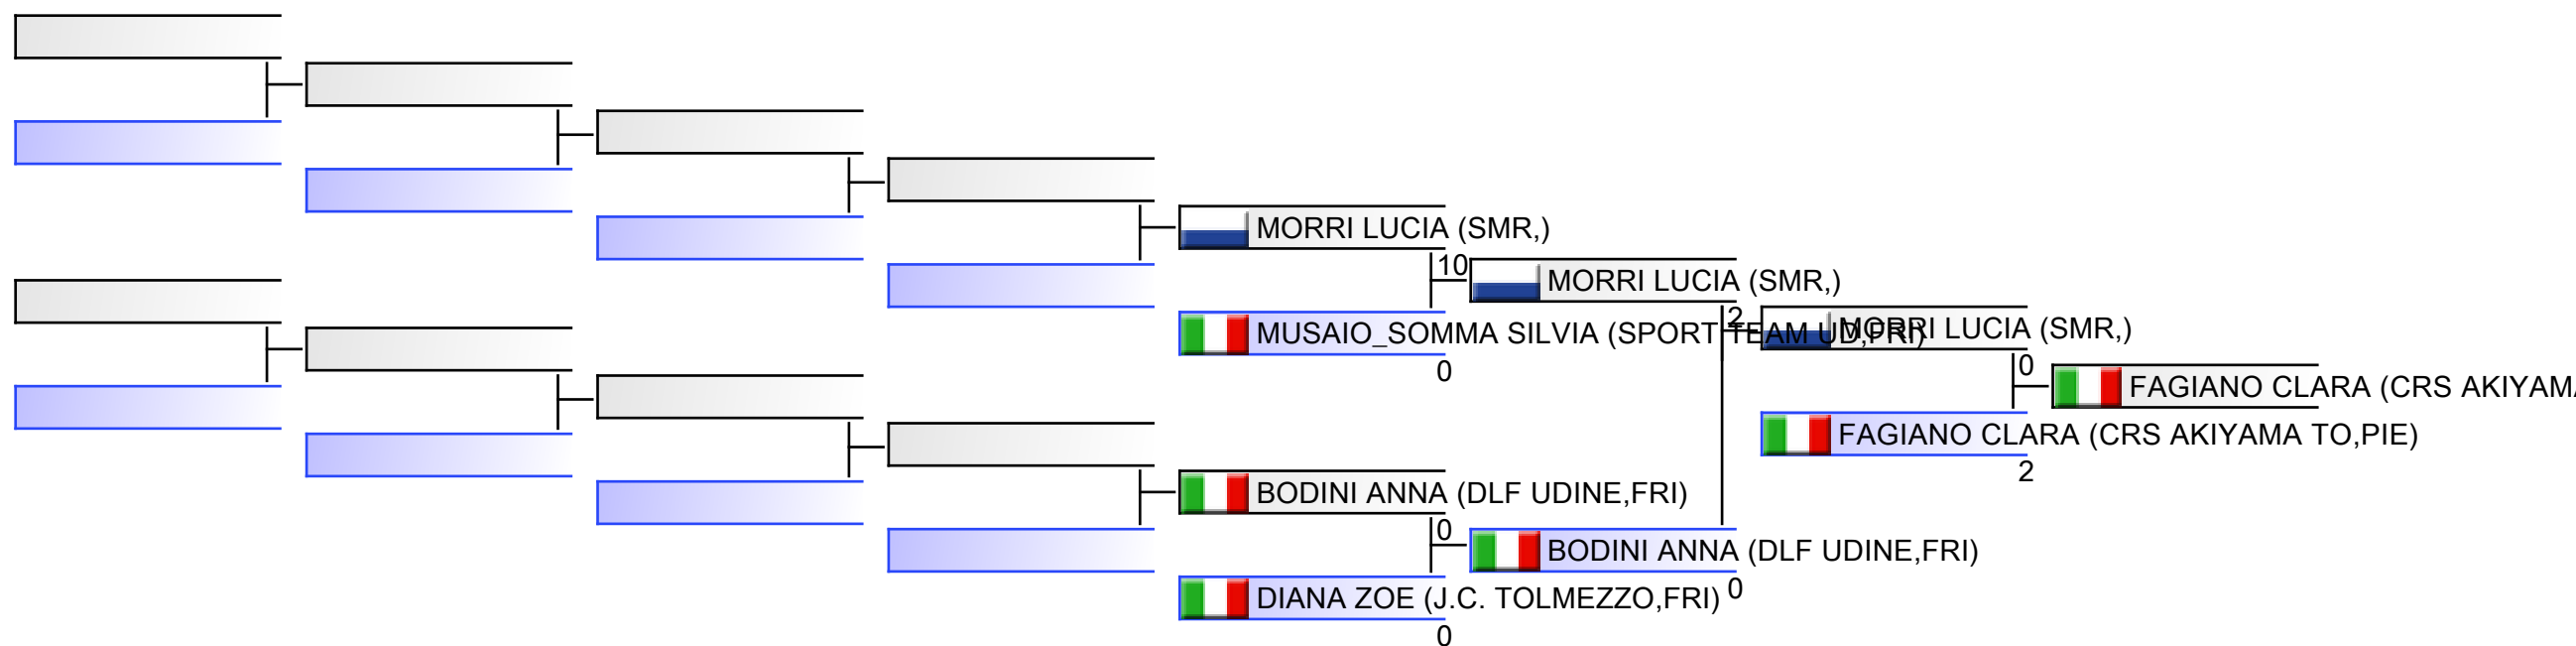 MORRI LUCIA (SMR,)
10
MORRI LUCIA (SMR,)
2
MUSAIO_SOMMA SILVIA (SPORT TEAM UD,FRI)
MORRI LUCIA (SMR,)
0
0
FAGIANO CLARA (CRS AKIYAMA
FAGIANO CLARA (CRS AKIYAMA TO,PIE)
2
BODINI ANNA (DLF UDINE,FRI)
0
BODINI ANNA (DLF UDINE,FRI)
0
DIANA ZOE (J.C. TOLMEZZO,FRI)
0